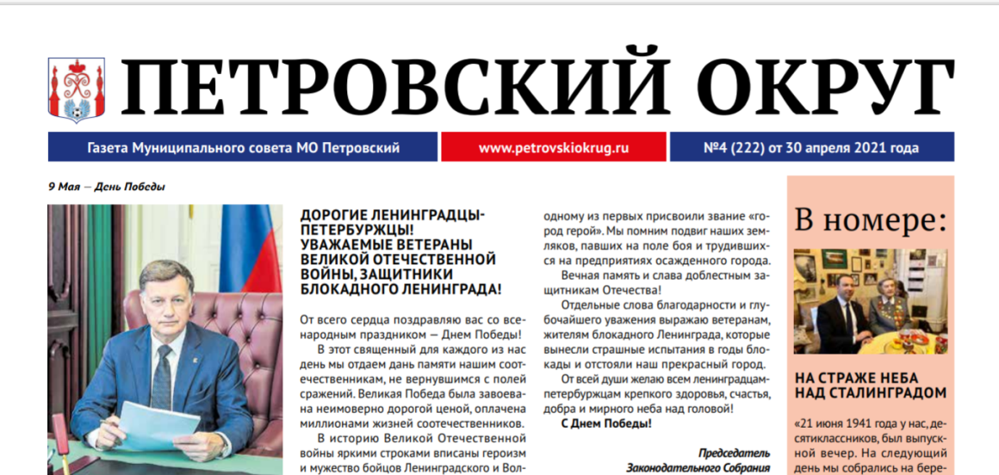 ПЕТРОВСКИЙ ОКРУГ
Газета Муниципального совета МО Петровский
www.petrovskiokrug.ru
№4 (222) от 30 апреля 2021 года
9 Мая — День Победы
ДОРОГИЕ ЛЕНИНГРАДЦЫ-
ПЕТЕРБУРЖЦЫ!
УВАЖАЕМЫЕ ВЕТЕРАНЫ
ВЕЛИКОЙ ОТЕЧЕСТВЕННОЙ
ВОЙНЫ, ЗАЩИТНИКИ
БЛОКАДНОГО ЛЕНИНГРАДА!
От всего сердца поздравляю вас со все-
народным праздником — Днем Победы!
В этот священный для каждого из нас
день мы отдаем дань памяти нашим соот-
ечественникам, не вернувшимся с полей
сражений. Великая Победа была завоева-
на неимоверно дорогой ценой, оплачена
миллионами жизней соотечественников.
В историю Великой Отечественной
войны яркими строками вписаны героизм
и мужество бойцов Ленинградского и Вол-
одному из первых присвоили звание «го-
род герой». Мы помним подвиг наших зем-
ляков, павших на поле боя и трудивших-
ся на предприятиях осажденного города.
Вечная память и слава доблестным за-
щитникам Отечества!
Отдельные слова благодарности и глу-
бочайшего уважения выражаю ветеранам,
жителям блокадного Ленинграда, которые
вынесли страшные испытания в годы бло-
кады и отстояли наш прекрасный город.
От всей души желаю всем ленинградцам-
петербуржцам крепкого здоровья, счастья,
добра и мирного неба над головой!
С Днем Победы!
Председатель
Законодательного Собрания
В номере:
НА СТРАЖЕ НЕБА
НАД СТАЛИНГРАДОМ
«21 июня 1941 года у нас, де-
сятиклассников, был выпуск-
ной вечер. На следующий
день мы собрались на бере-